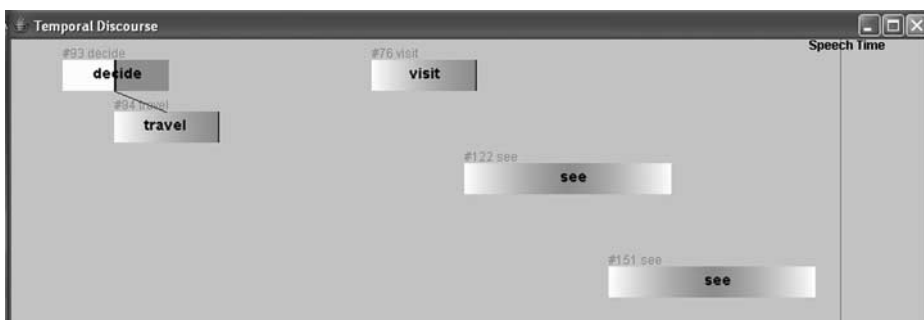 Temporal Discourse
Speech Time
#93 decide
decide
#76 visit
visit
#94 travel
travel
#122 see
see
#151 see
see